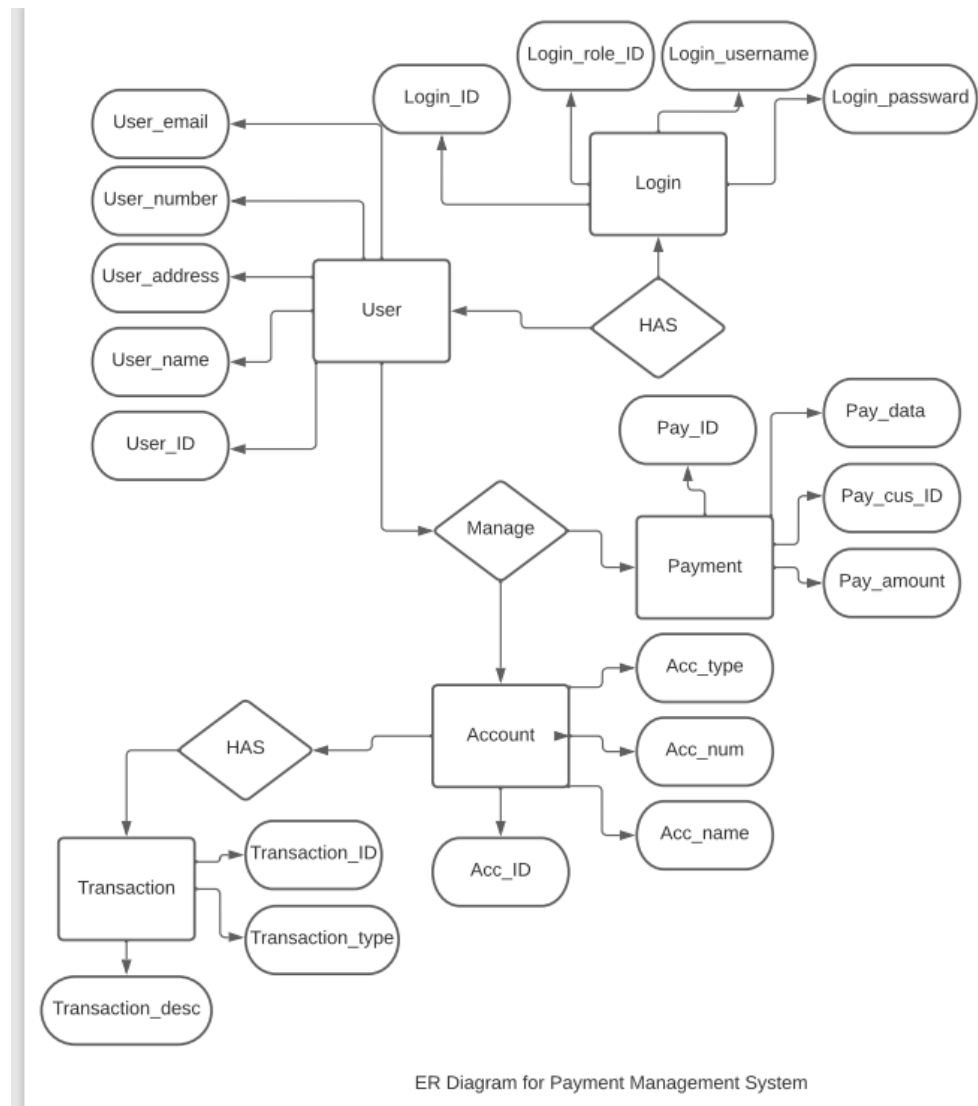 Login_role_ID
Login_username
Login_ID
Login_passward
User_email
Login
User_number
User_address
User
HAS
User_name
User_ID
Pay_ID
Pay_data
Pay_cus_ID
Manage
Payment
Pay_amount
Acc_type
Account
HAS
Acc_num
Acc_name
Transaction_ID
Acc_ID
Transaction
Transaction_type
Transaction_desc
ER Diagram for Payment Management System